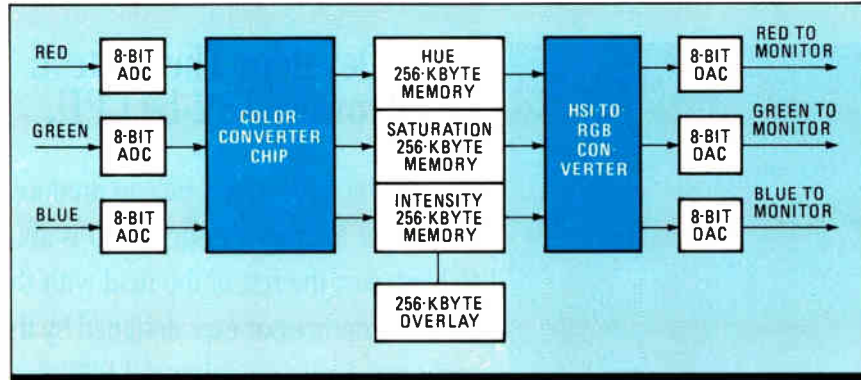 RED
8-BIT
ADC
GREEN
8-BIT
ADC
BLUE
8-BIT
ADC
COLOR-
CONVERTER
CHIP
HUE
256-KBYTE
MEMORY
SATURATION
256-KBYTE
MEMORY
INTENSITY
256-KBYTE
MEMORY
256-KBYTE
OVERLAY
HSI-TO-
RGB
CON-
VERTER
8-BIT
DAC
RED TO
MONITOR
8-BIT
DAC
GREEN TO
MONITOR
8-BIT
DAC
BLUE TO
MONITOR